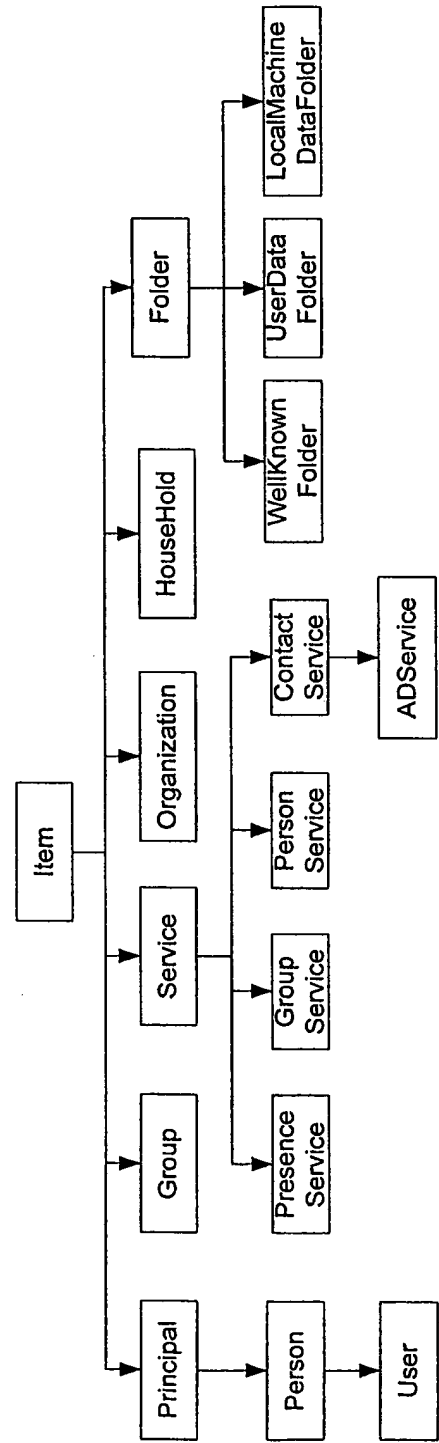 Item
Principal
Group
Service
Organization
HouseHold
Folder
Person
Presence
Service
Group
Service
Person
Service
Contact
Service
WellKnown
Folder
UserData
Folder
LocalMachine
DataFolder
User
ADService